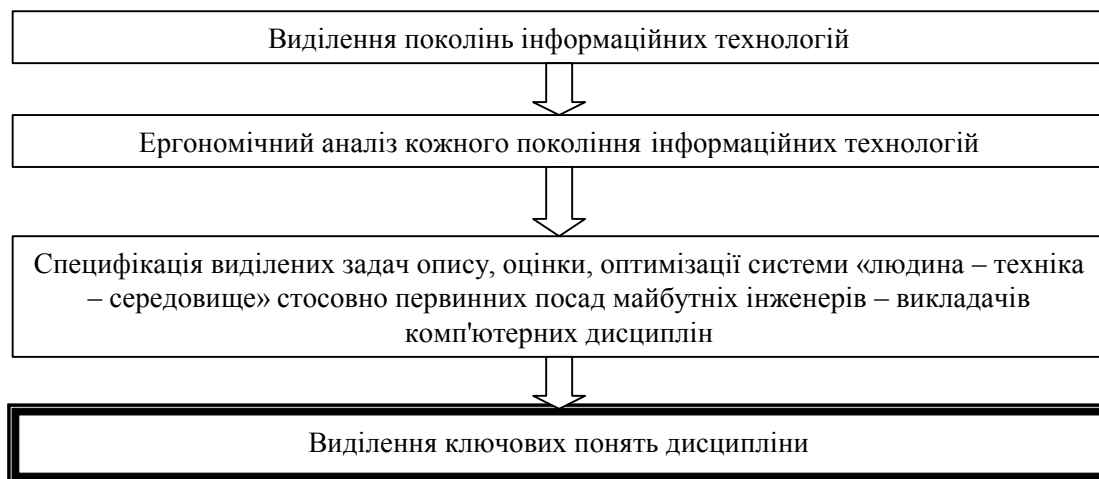 Виділення поколінь інформаційних технологій
Ергономічний аналіз кожного покоління інформаційних технологій
Специфікація виділених задач опису, оцінки, оптимізації системи «людина – техніка
– середовище» стосовно первинних посад майбутніх інженерів – викладачів
комп'ютерних дисциплін
Виділення ключових понять дисципліни